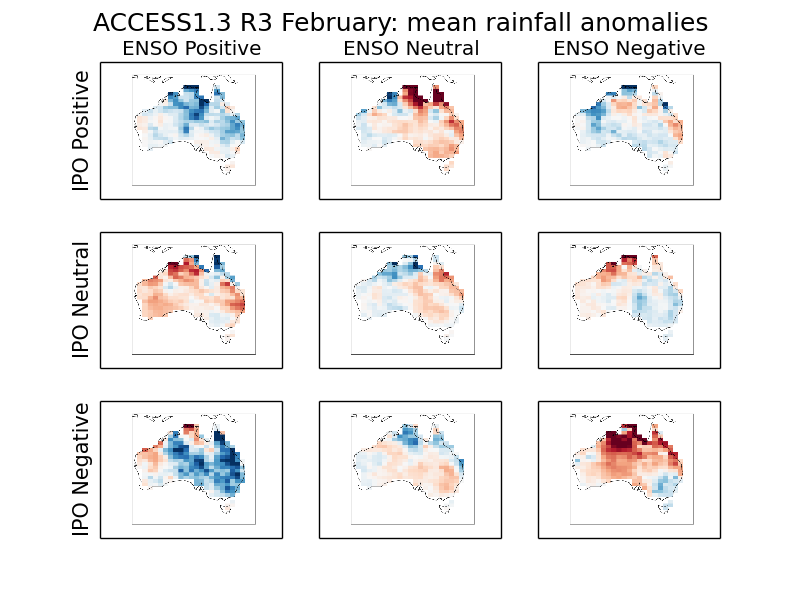 ACCESS1.3 R3 February: mean rainfall anomalies
ENSO Positive ENSO Neutral ENSO Negative
IPO Positive
IPO Neutral
IPO Negative